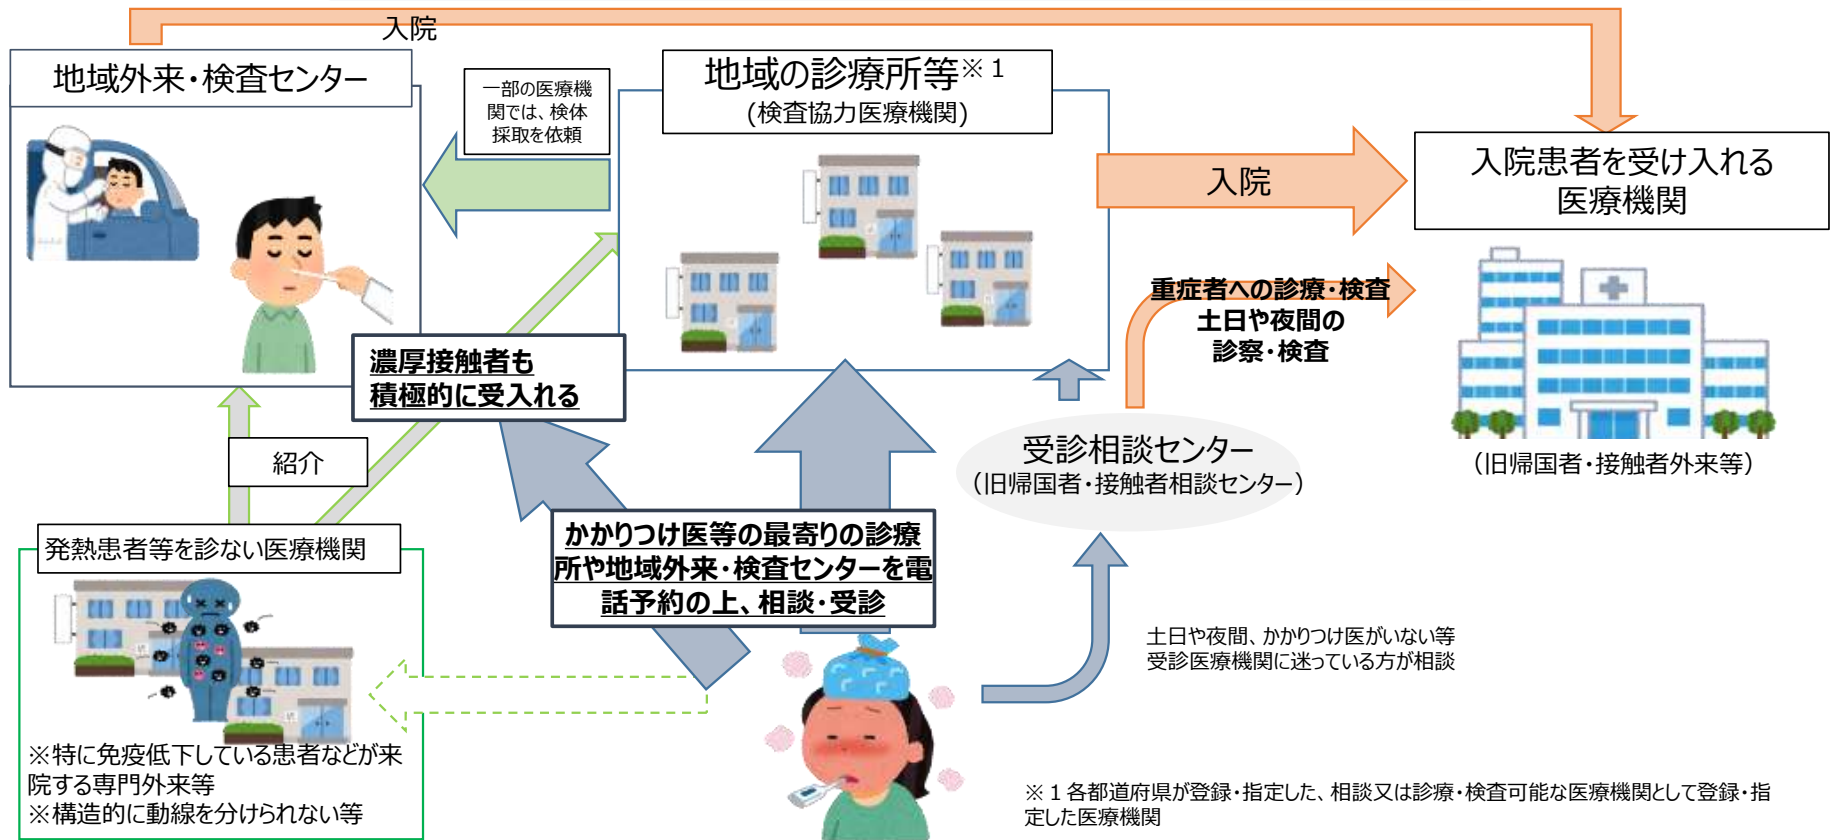 入院
地域外来・検査センター
一部の医療機
関では、検体
採取を依頼
地域の診療所等※１
(検査協力医療機関)
入院
入院患者を受け入れる
医療機関
重症者への診療・検査
土日や夜間の
診察・検査
濃厚接触者も
積極的に受入れる
紹介
受診相談センター
（旧帰国者・接触者相談センター）
（旧帰国者・接触者外来等）
発熱患者等を診ない医療機関
かかりつけ医等の最寄りの診療
所や地域外来・検査センターを電
話予約の上、相談・受診
土日や夜間、かかりつけ医がいない等
受診医療機関に迷っている方が相談
※特に免疫低下している患者などが来
院する専門外来等
※構造的に動線を分けられない等
※１各都道府県が登録・指定した、相談又は診療・検査可能な医療機関として登録・指
定した医療機関